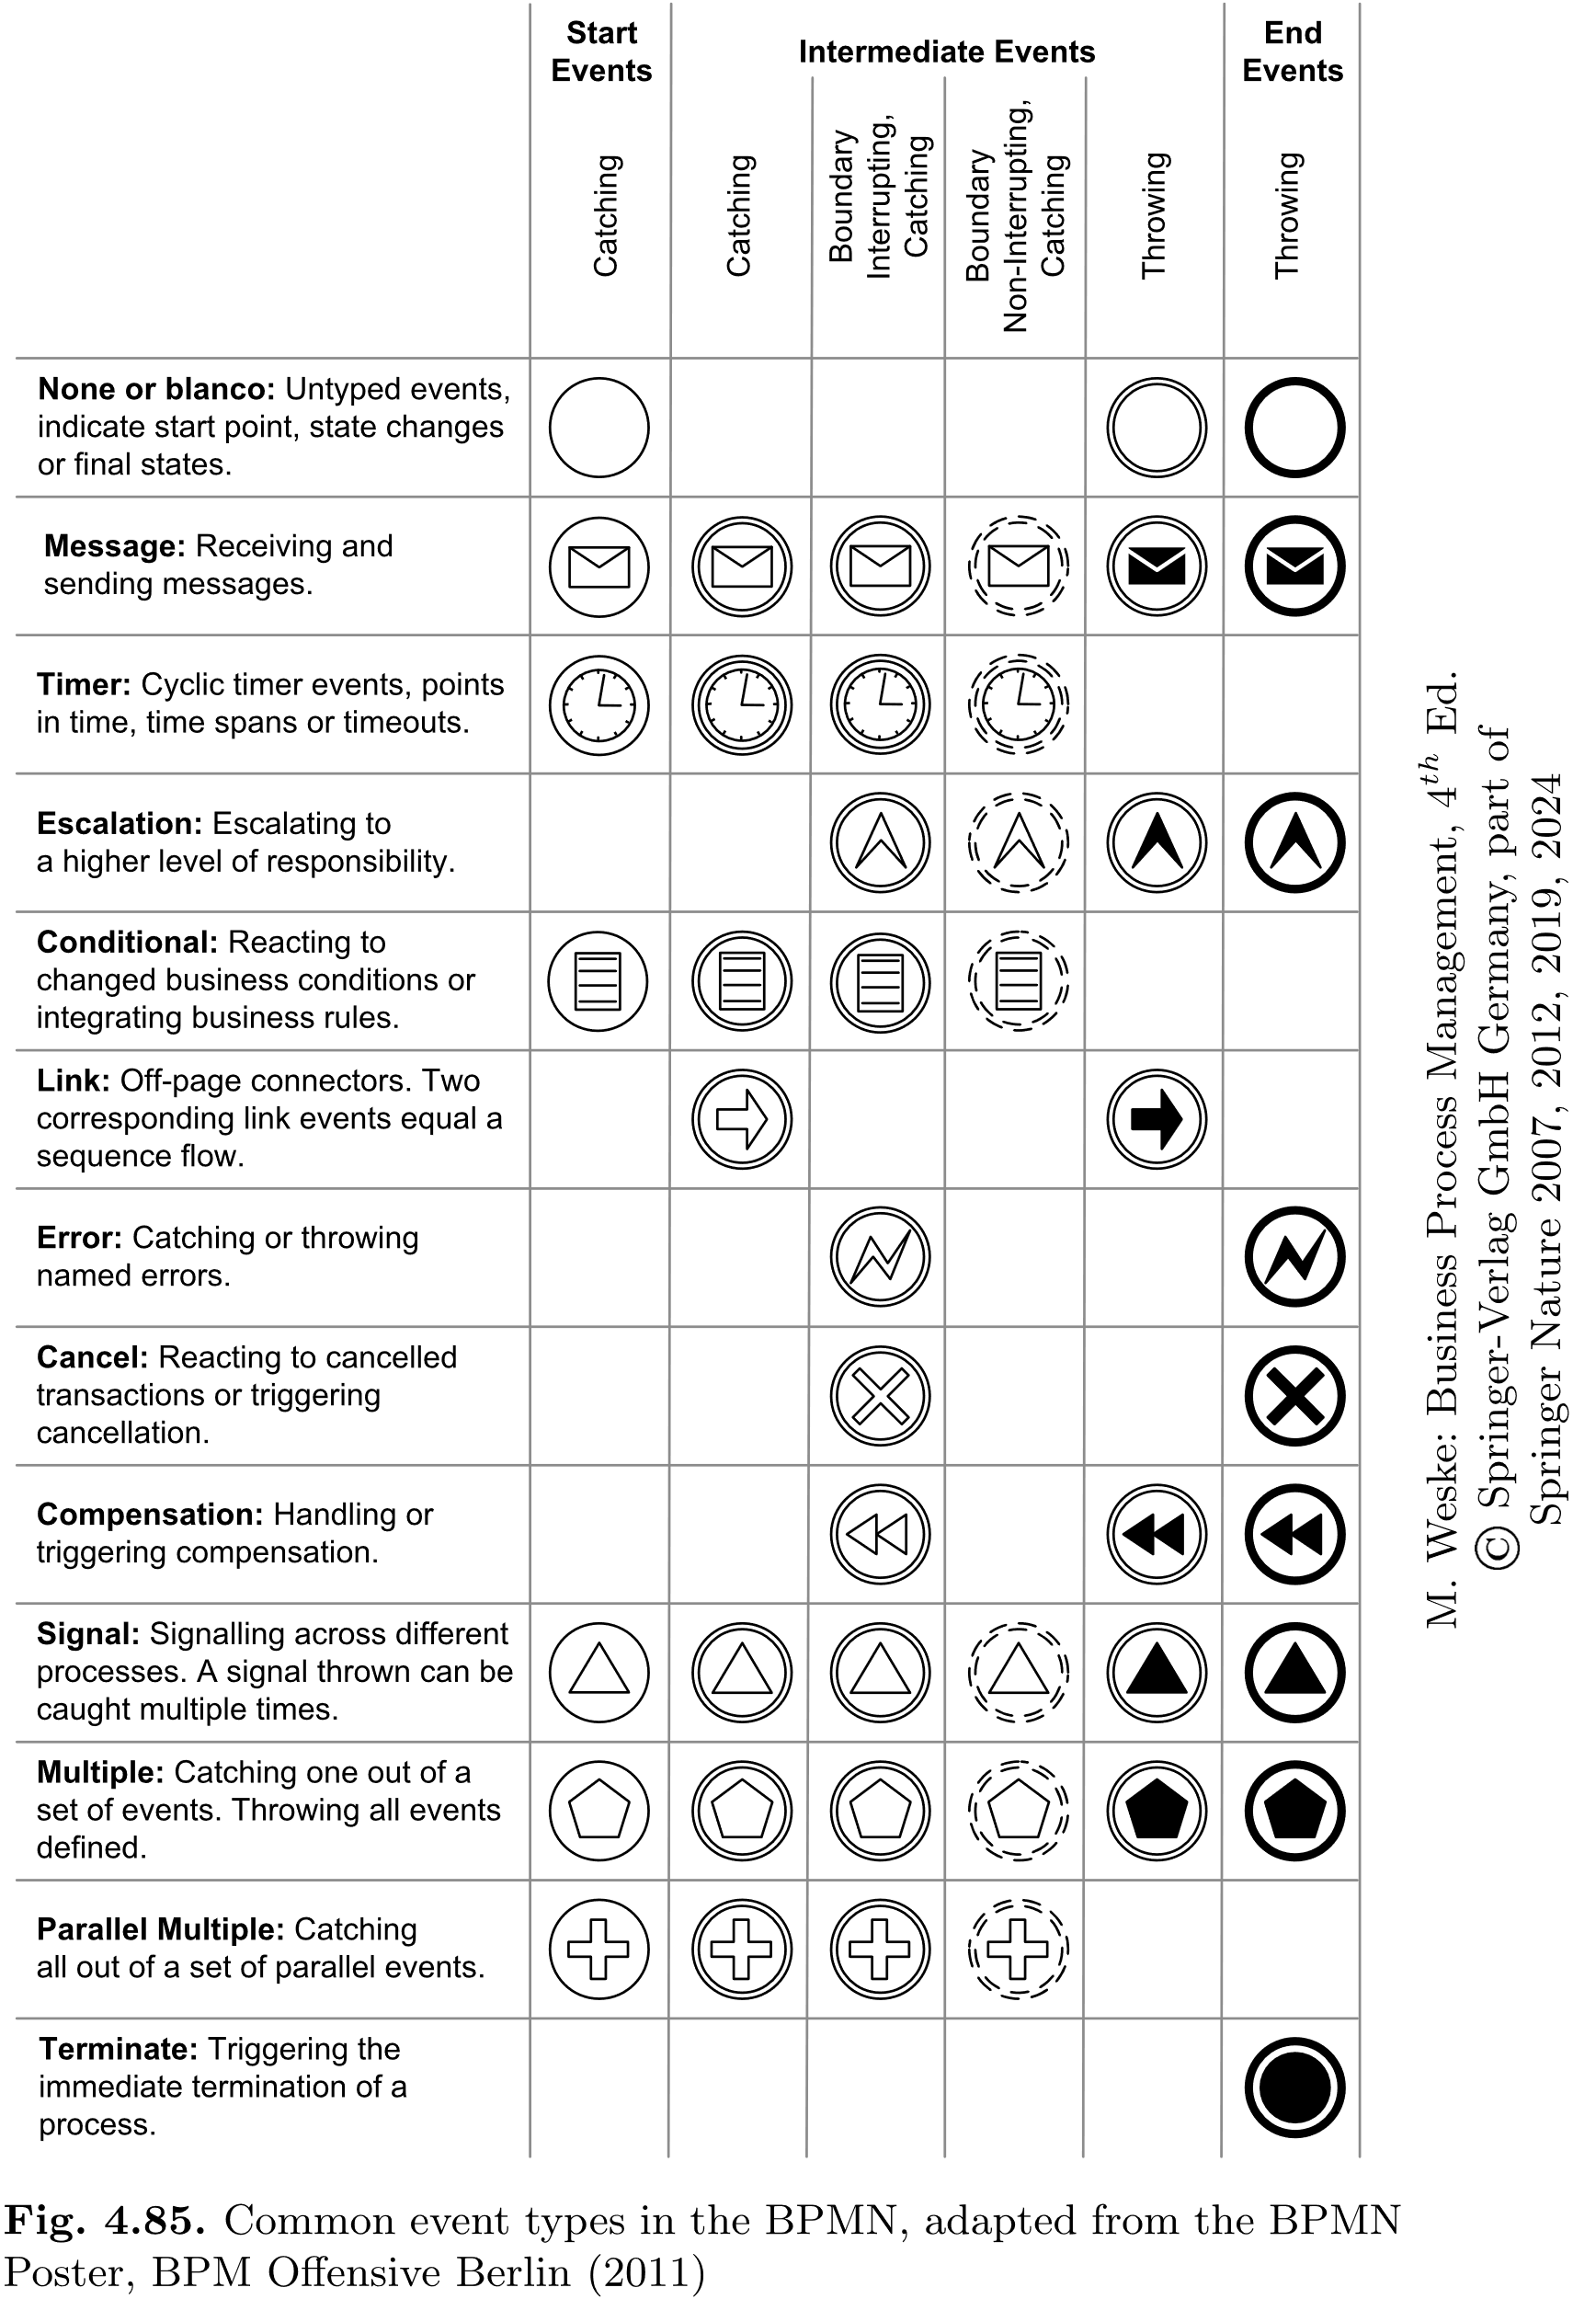 Start
Events
Intermediate Events
End
Events
Catching
Catching
Boundary
Interrupting,
Catching
Boundary
Non-Interrupting,
Catching
Throwing
Throwing
None or blanco: Untyped events,
indicate start point, state changes
or final states.
Message: Receiving and
sending messages.
Timer: Cyclic timer events, points
in time, time spans or timeouts.
Escalation: Escalating to
a higher level of responsibility.
Conditional: Reacting to
changed business conditions or
integrating business rules.
Link: Off-page connectors. Two
corresponding link events equal a
sequence flow.
Error: Catching or throwing
named errors.
Cancel: Reacting to cancelled
transactions or triggering
cancellation.
Compensation: Handling or
triggering compensation.
Signal: Signalling across different
processes. A signal thrown can be
caught multiple times.
Multiple: Catching one out of a
set of events. Throwing all events
defined.
Parallel Multiple: Catching
all out of a set of parallel events.
Terminate: Triggering the
immediate termination of a
process.
M. Weske: Business Process Management, 4th Ed.
© Springer-Verlag GmbH Germany, part of
Springer Nature 2007, 2012, 2019, 2024
Fig. 4.85. Common event types in the BPMN, adapted from the BPMN
Poster, BPM Offensive Berlin (2011)